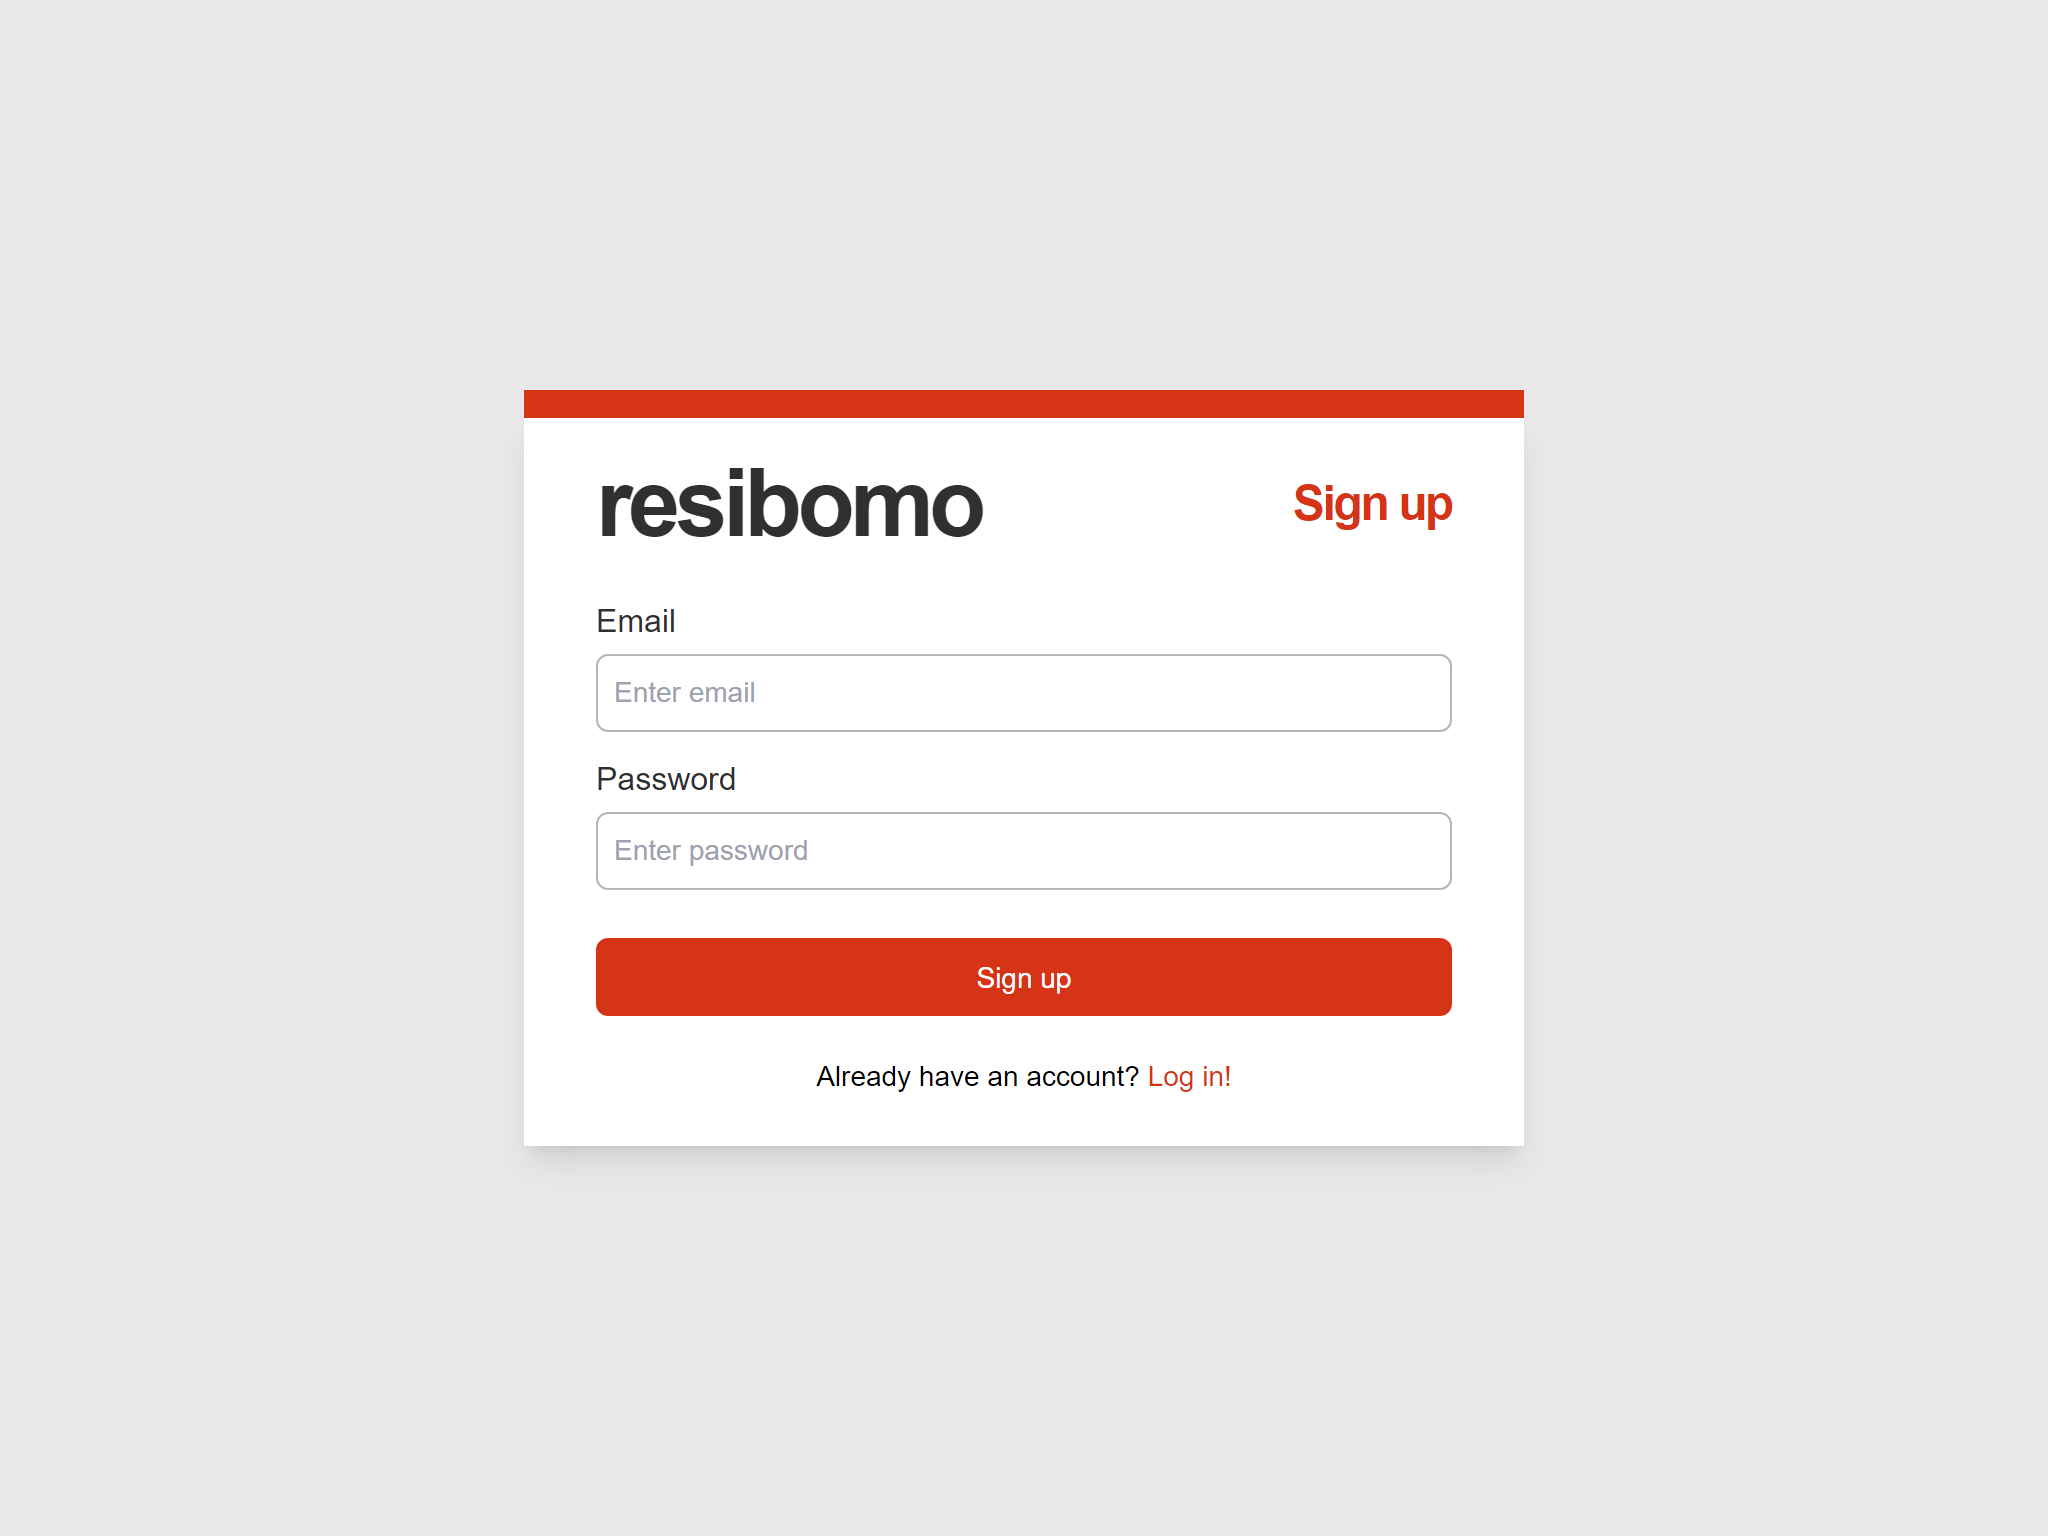 resibomo
Sign up
Email
Enter email
Password
Enter password
Sign up
Already have an account? Log in!